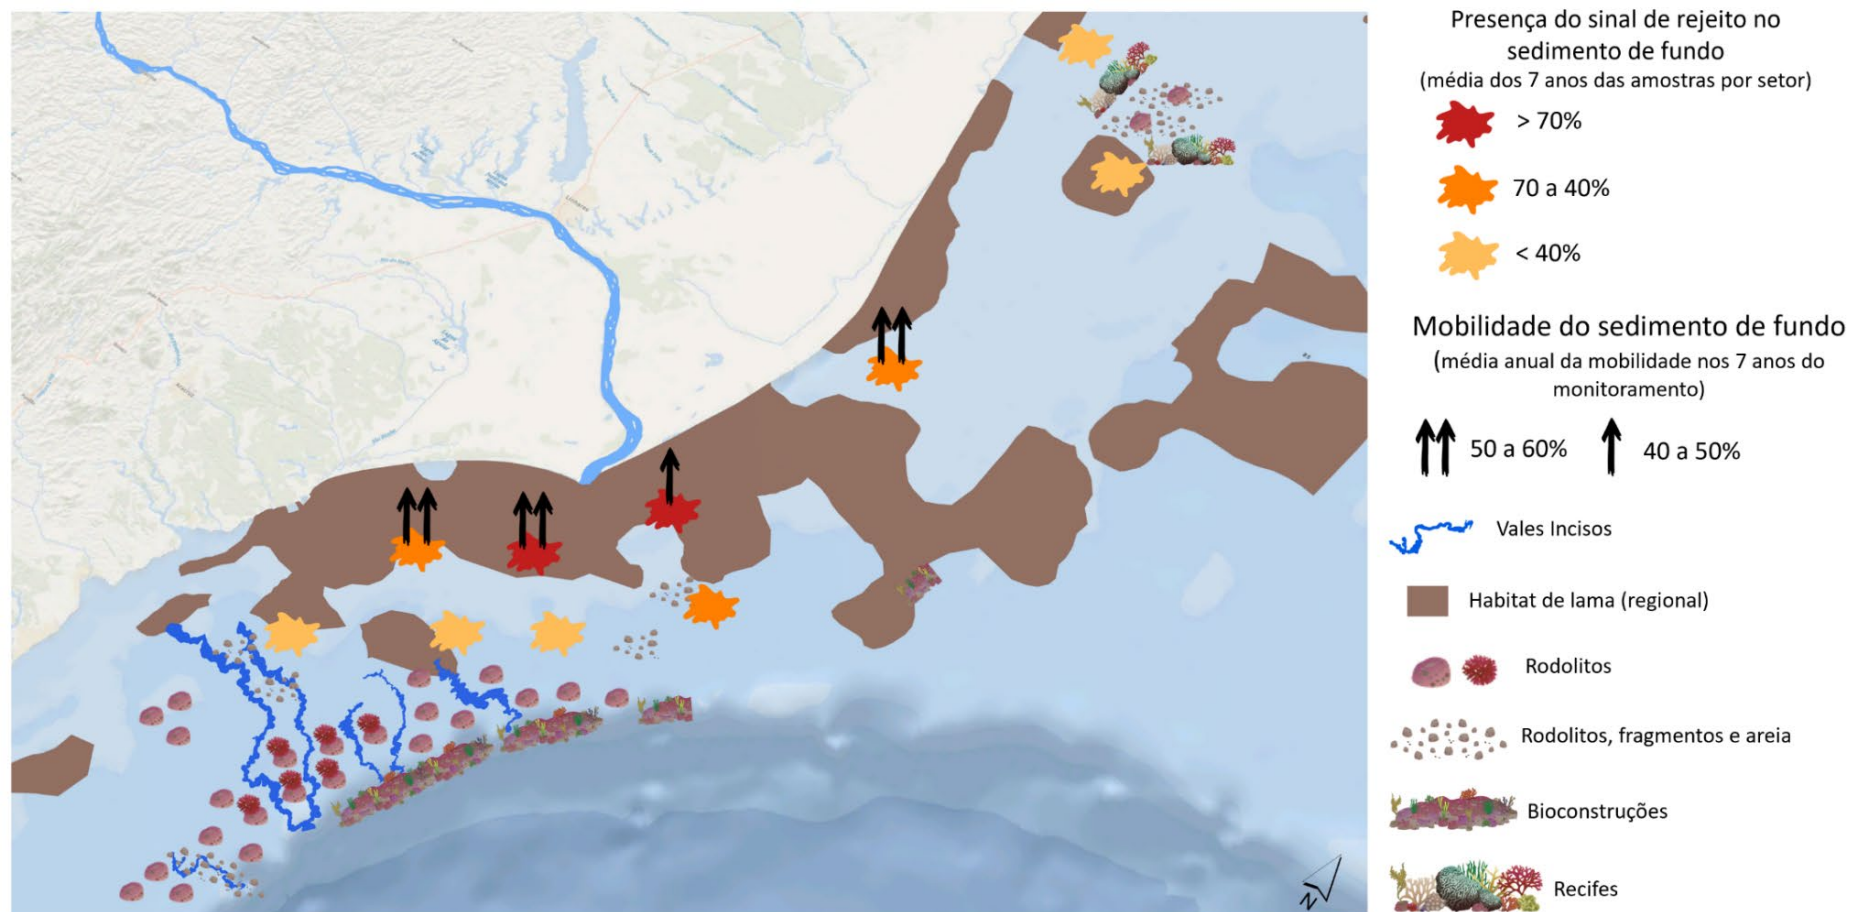 Presença do sinal de rejeito no
sedimento de fundo
(média dos 7 anos das amostras por setor)
> 70%
70 a 40%
< 40%
Mobilidade do sedimento de fundo
(média anual da mobilidade nos 7 anos do
monitoramento)
50 a 60%
40 a 50%
Vales Incisos
Habitat de lama (regional)
Rodolitos
Rodolitos, fragmentos e areia
Bioconstruções
Recifes
Linhares
N